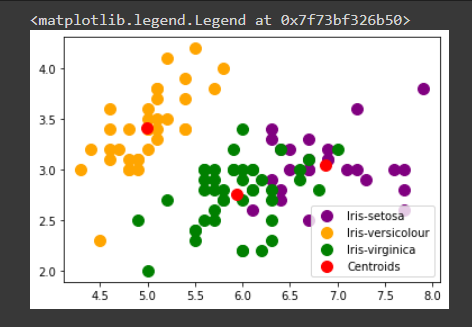 <matplotlib.legend.Legend at 0x7f73bf326b50>
4.0
3.5
3.0
2.5
2.0
4.5 5.0 5.5 6.0 6.5 7.0 7.5 8.0
Iris-setosa
Iris-versicolour
Iris-virginica
Centroids